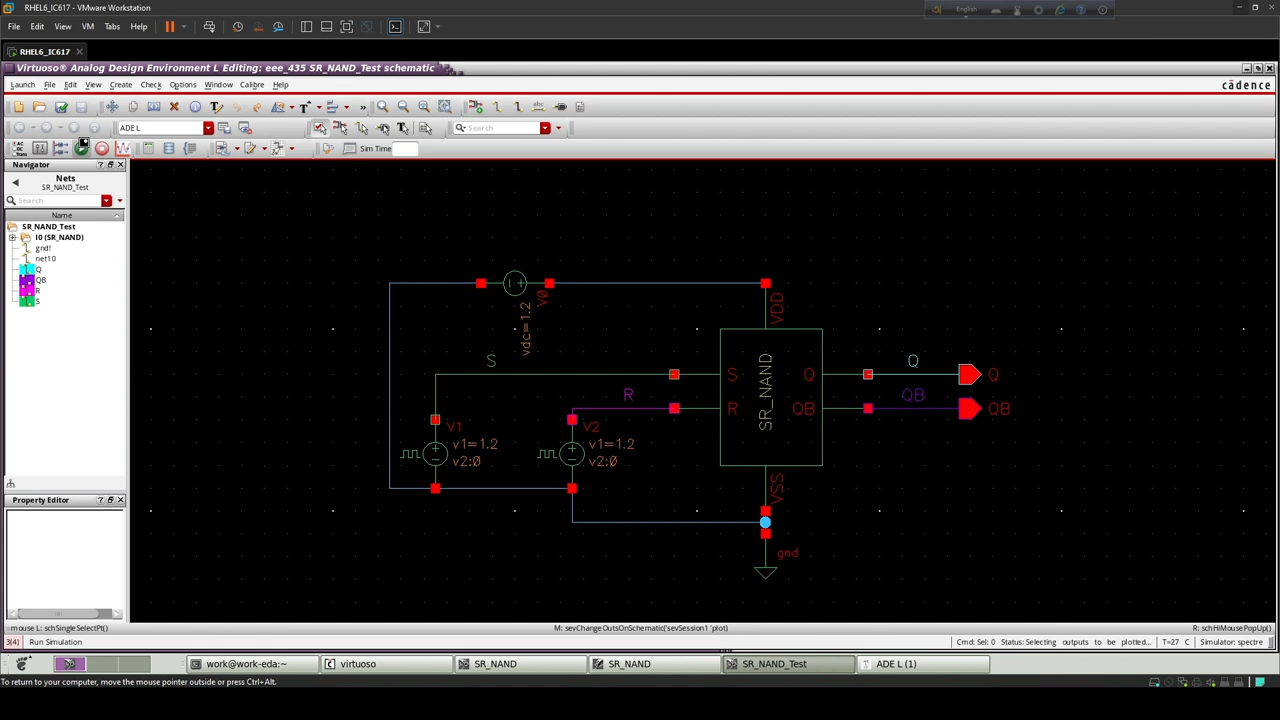 RHEL6_IC617 - VMware Workstation
English
File Edit View VM Tabs Help
RHEL6_IC617
Virtuoso® Analog Design Environment L Editing: eee_435 SR_NAND_Test schematic
Launch File Edit View Create Check Options Window Calibre Help
cādence
ADE L
Search
Sim Time
Navigator
Nets
SR_NAND_Test
Search
Name
SR_NAND_Test
I0 (SR_NAND)
gnd!
net10
Q
QB
R
S
Property Editor
V0
vdc=1.2
VDD
S
R
S
R
SR_NAND
Q
QB
Q
QB
Q
QB
V1
v1=1.2
v2:0
V2
v1=1.2
v2:0
VSS
gnd
mouse L: schSingleSelectPt()
M: sevChangeOutsOnSchematic('sevSession1 'plot)
R: schHiMousePopUp()
3(4) Run Simulation
Cmd: Sel: 0 Status: Selecting outputs to be plotted... T=27 C Simulator: spectre
work@work-eda:~
virtuoso
SR_NAND
SR_NAND
SR_NAND_Test
ADE L (1)
To return to your computer, move the mouse pointer outside or press Ctrl+Alt.